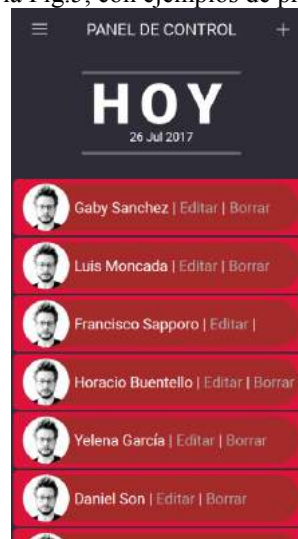 PANEL DE CONTROL +
HOY
26 Jul 2017
Gaby Sanchez | Editar | Borrar
Luis Moncada | Editar | Borrar
Francisco Sapporo | Editar |
Horacio Buentello | Editar | Borrar
Yelena García | Editar | Borrar
Daniel Son | Editar | Borrar